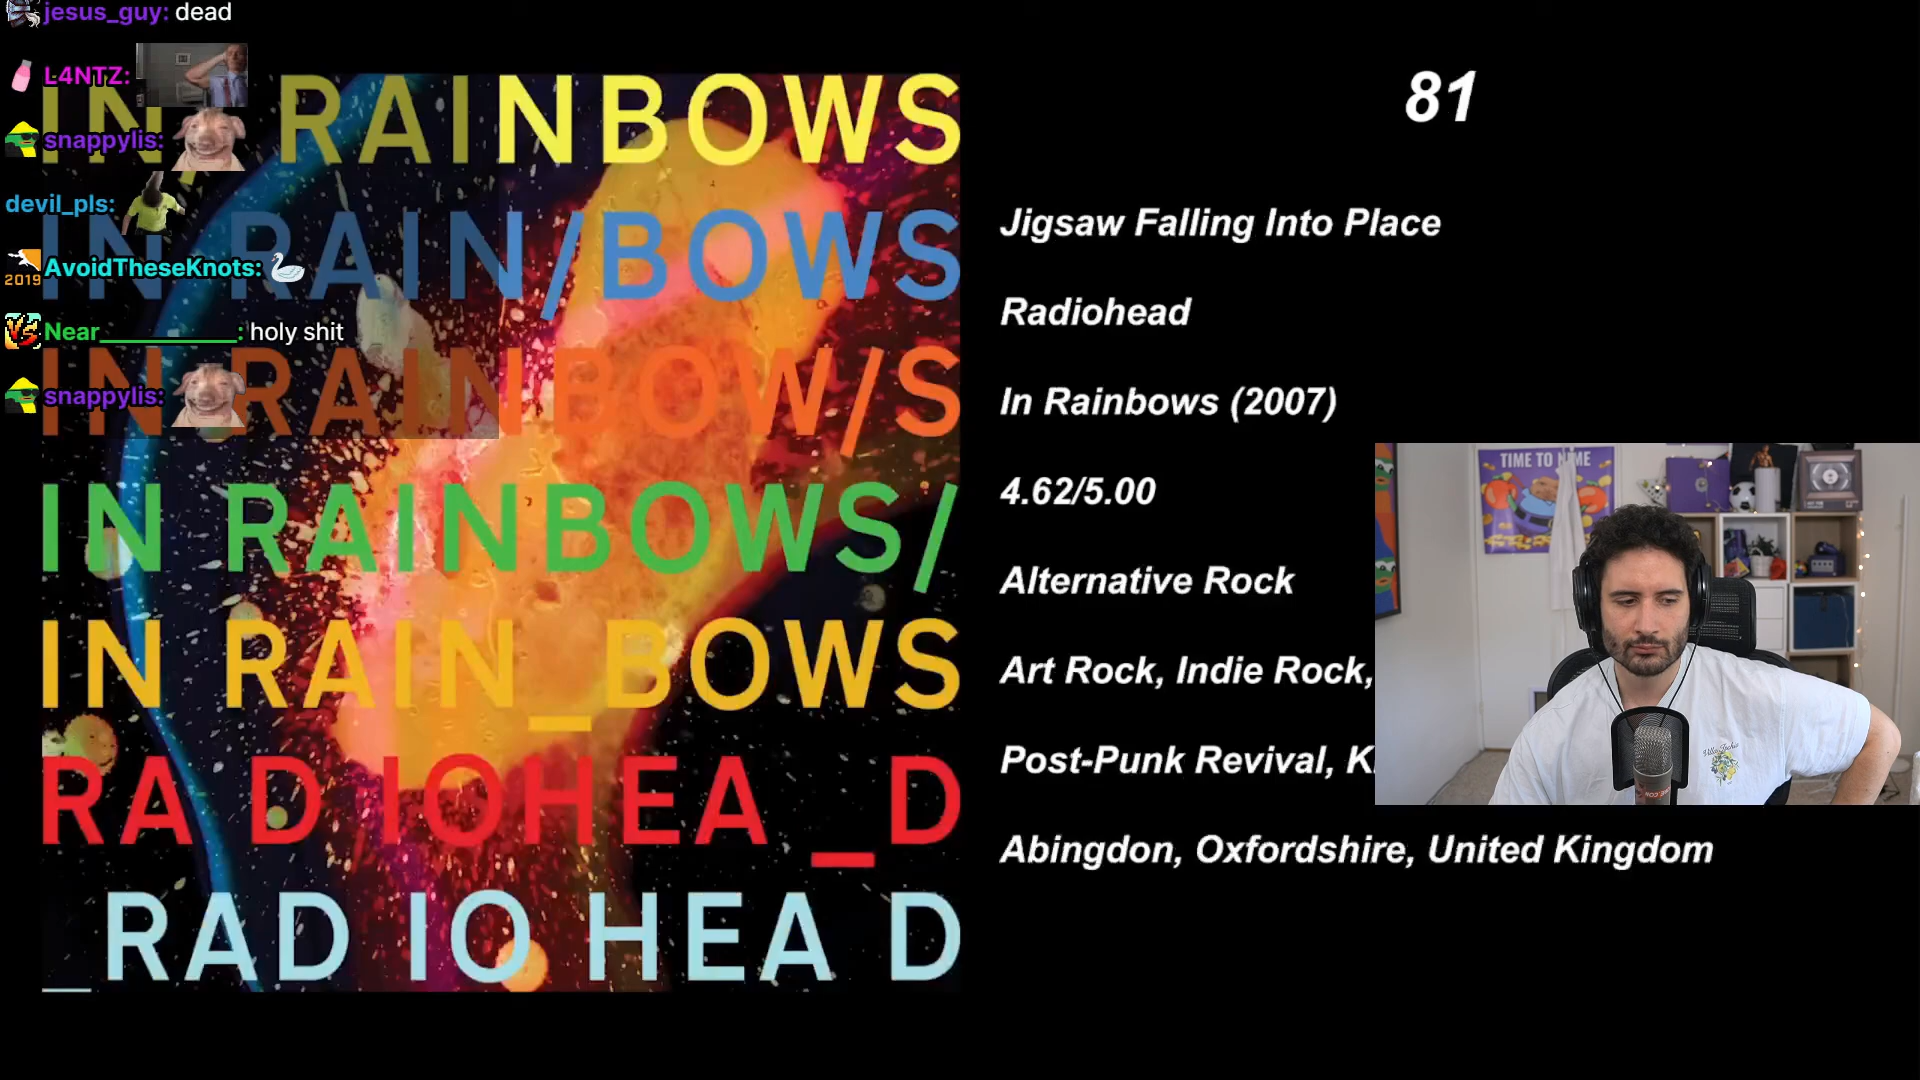 jesus_guy: dead
L4NTZ:
snappylis:
devil_pls:
2019 AvoidTheseKnots:
VS Near__________:  holy shit
snappylis:
IN RAINBOWS
IN RAIN/BOWS
IN RAINBOW/S
IN RAINBOWS/
IN RAIN_BOWS
RA D IOHEA_D
_RAD IO HEA D
81
Jigsaw Falling Into Place
Radiohead
In Rainbows (2007)
4.62/5.00
Alternative Rock
Art Rock, Indie Rock,
Post-Punk Revival, K
Abingdon, Oxfordshire, United Kingdom
TIME TO